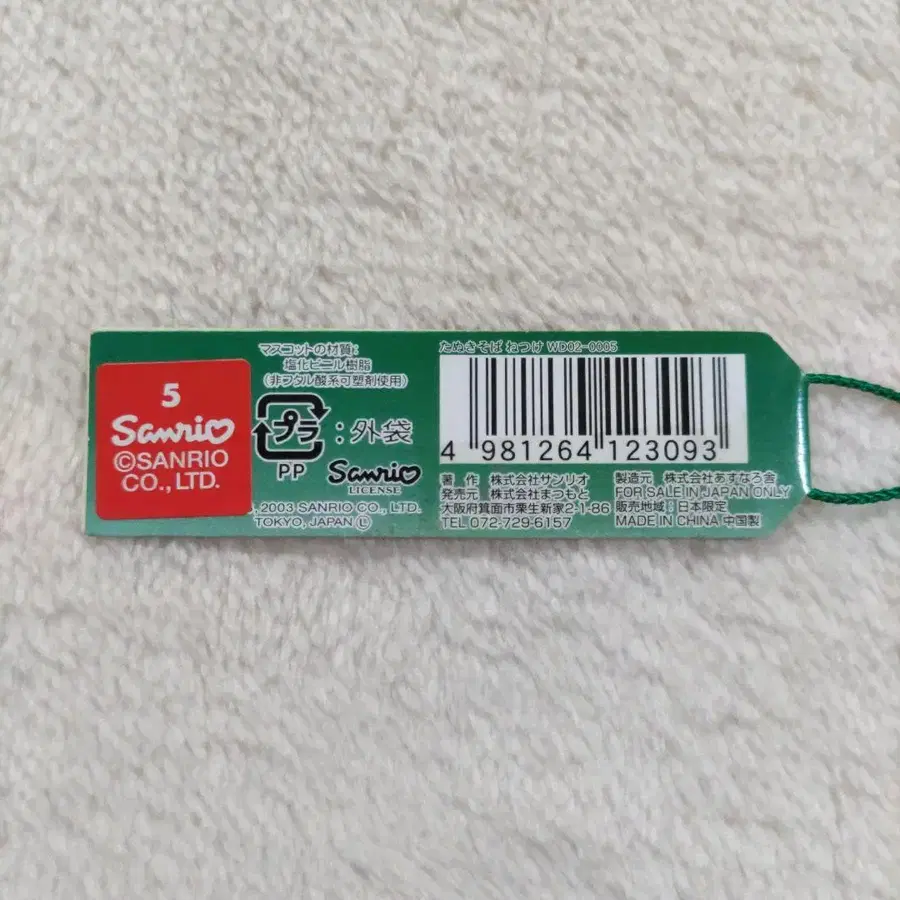 5
Sanrio
©SANRIO
CO., LTD.
マスコットの材質:
塩化ビニル樹脂
(非フタル酸系可塑剤使用)
プラ :外袋
PP
Sanrio
LICENSE
, 2003 SANRIO CO., LTD.
TOKYO, JAPAN Ⓛ
たぬきそば ねつけ WD02-0005
4 981264 123093
著 作 株式会社サンリオ
発売元 株式会社まつもと
大阪府箕面市粟生新家2-1-86
TEL 072-729-6157
製造元 株式会社あすなろ舎
FOR SALE IN JAPAN ONLY
販売地域 日本限定
MADE IN CHINA 中国製